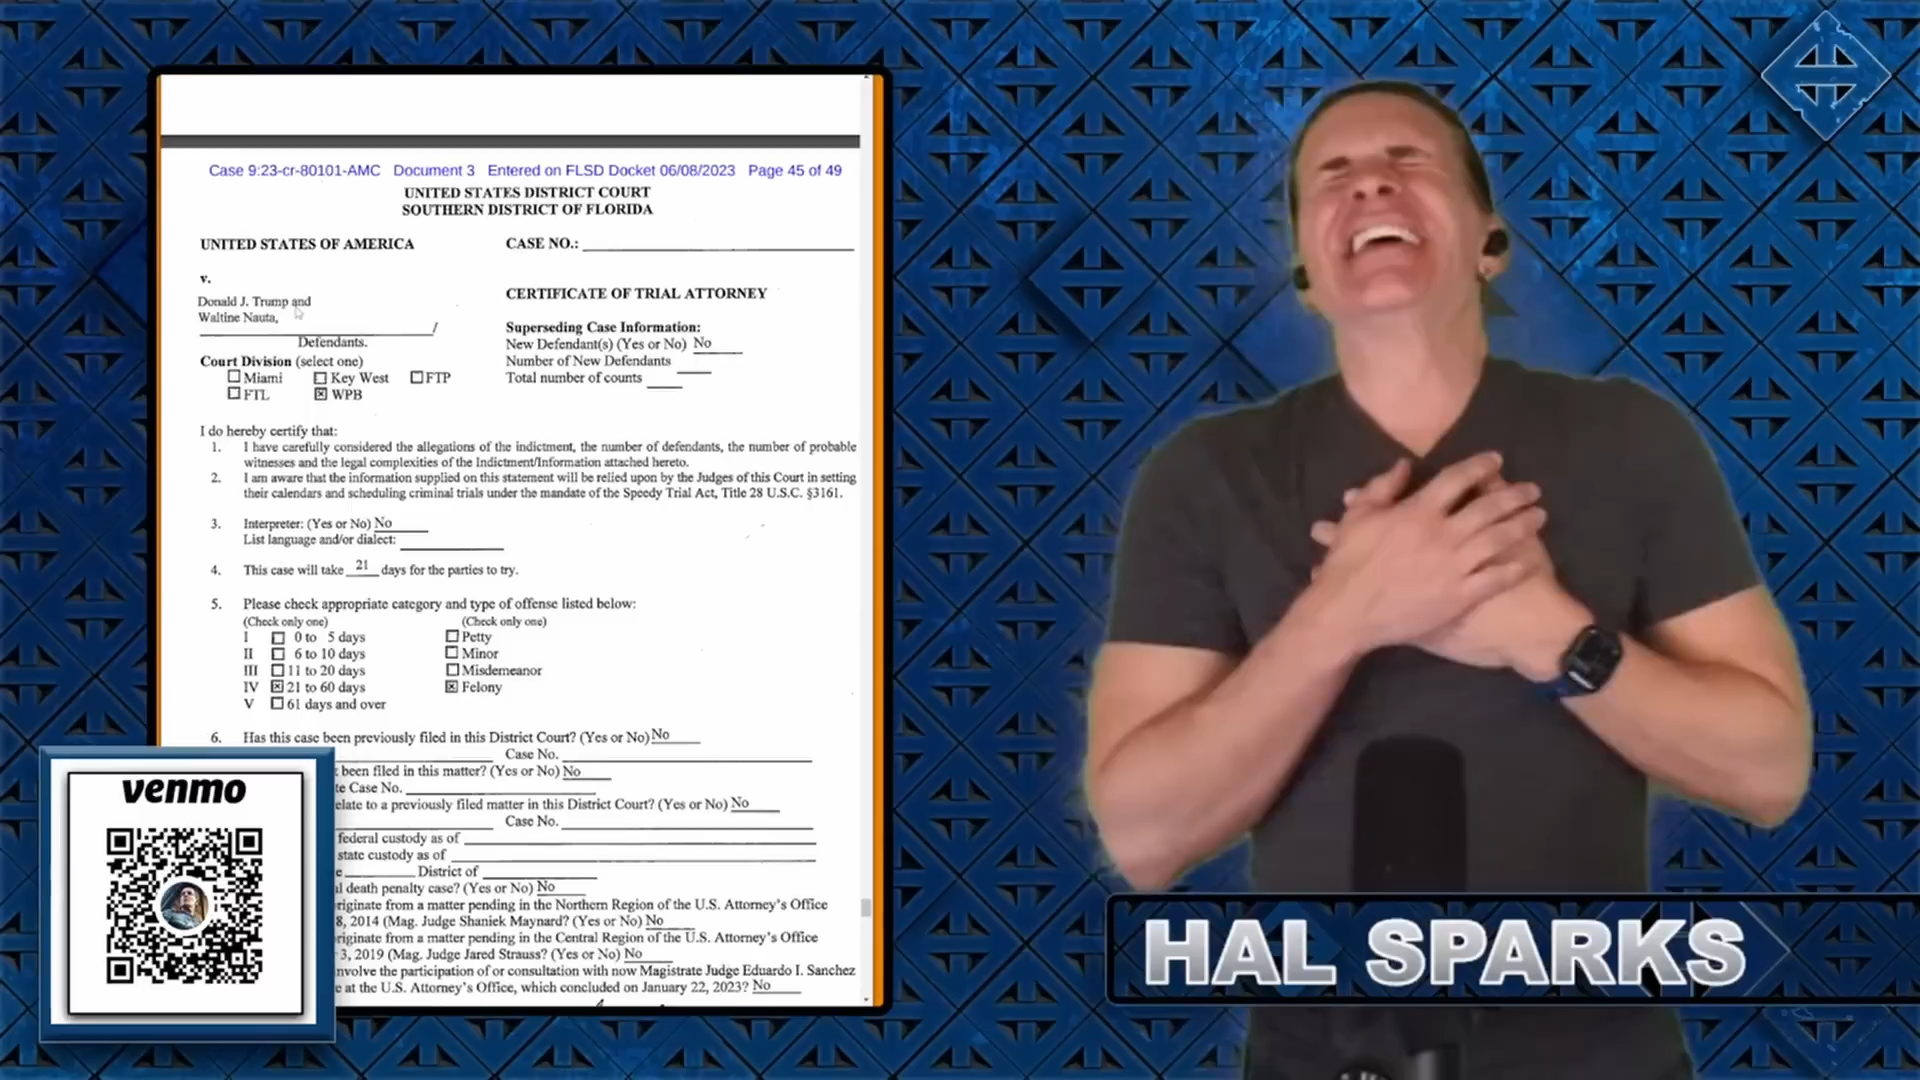 Case 9:23-cr-80101-AMC Document 3 Entered on FLSD Docket 06/08/2023 Page 45 of 49
UNITED STATES DISTRICT COURT
SOUTHERN DISTRICT OF FLORIDA
UNITED STATES OF AMERICA
CASE NO.:
v.
Donald J. Trump and
Waltine Nauta,
/
Defendants.
CERTIFICATE OF TRIAL ATTORNEY
Superseding Case Information:
New Defendant(s) (Yes or No) No
Number of New Defendants
Total number of counts
Court Division (select one)
Miami Key West FTP
FTL WPB
I do hereby certify that:
1. I have carefully considered the allegations of the indictment, the number of defendants, the number of probable
witnesses and the legal complexities of the Indictment/Information attached hereto.
2. I am aware that the information supplied on this statement will be relied upon by the Judges of this Court in setting
their calendars and scheduling criminal trials under the mandate of the Speedy Trial Act, Title 28 U.S.C. §3161.
3. Interpreter: (Yes or No) No
List language and/or dialect:
4. This case will take 21 days for the parties to try.
5. Please check appropriate category and type of offense listed below:
(Check only one) (Check only one)
I 0 to 5 days Petty
II 6 to 10 days Minor
III 11 to 20 days Misdemeanor
IV 21 to 60 days Felony
V 61 days and over
6. Has this case been previously filed in this District Court? (Yes or No) No
Case No.
been filed in this matter? (Yes or No) No
te Case No.
elate to a previously filed matter in this District Court? (Yes or No) No
Case No.
federal custody as of
state custody as of
e District of
al death penalty case? (Yes or No) No
riginate from a matter pending in the Northern Region of the U.S. Attorney's Office
8, 2014 (Mag. Judge Shaniek Maynard? (Yes or No) No
riginate from a matter pending in the Central Region of the U.S. Attorney's Office
3, 2019 (Mag. Judge Jared Strauss? (Yes or No) No
nvolve the participation of or consultation with now Magistrate Judge Eduardo I. Sanchez
e at the U.S. Attorney's Office, which concluded on January 22, 2023? No
venmo
HAL SPARKS